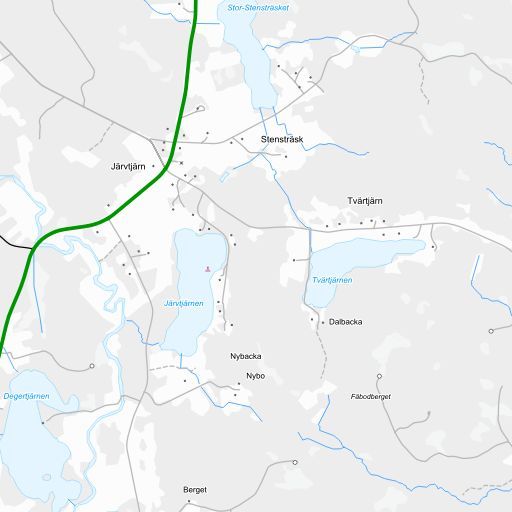 Stor-Stensträsket
Stensträsk
Järvtjärn
Tvärtjärn
Tvärtjärnen
Järvtjärnen
Dalbacka
Nybacka
Nybo
Degertjärnen
Fäbodberget
Berget